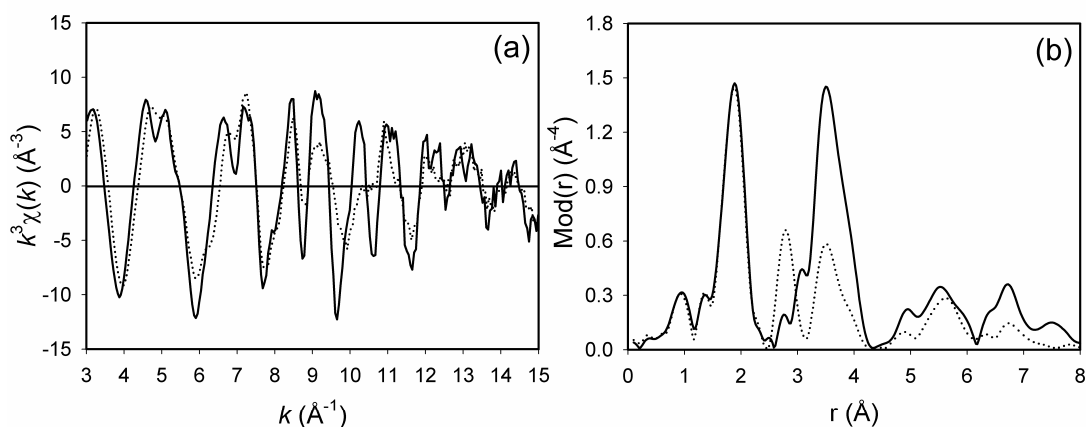 (a)
k³χ(k) (Å⁻³)
15
10
5
0
-5
-10
-15
3 4 5 6 7 8 9 10 11 12 13 14 15
k (Å⁻¹)
(b)
Mod(r) (Å⁻⁴)
1.8
1.5
1.2
0.9
0.6
0.3
0.0
0 1 2 3 4 5 6 7 8
r (Å)